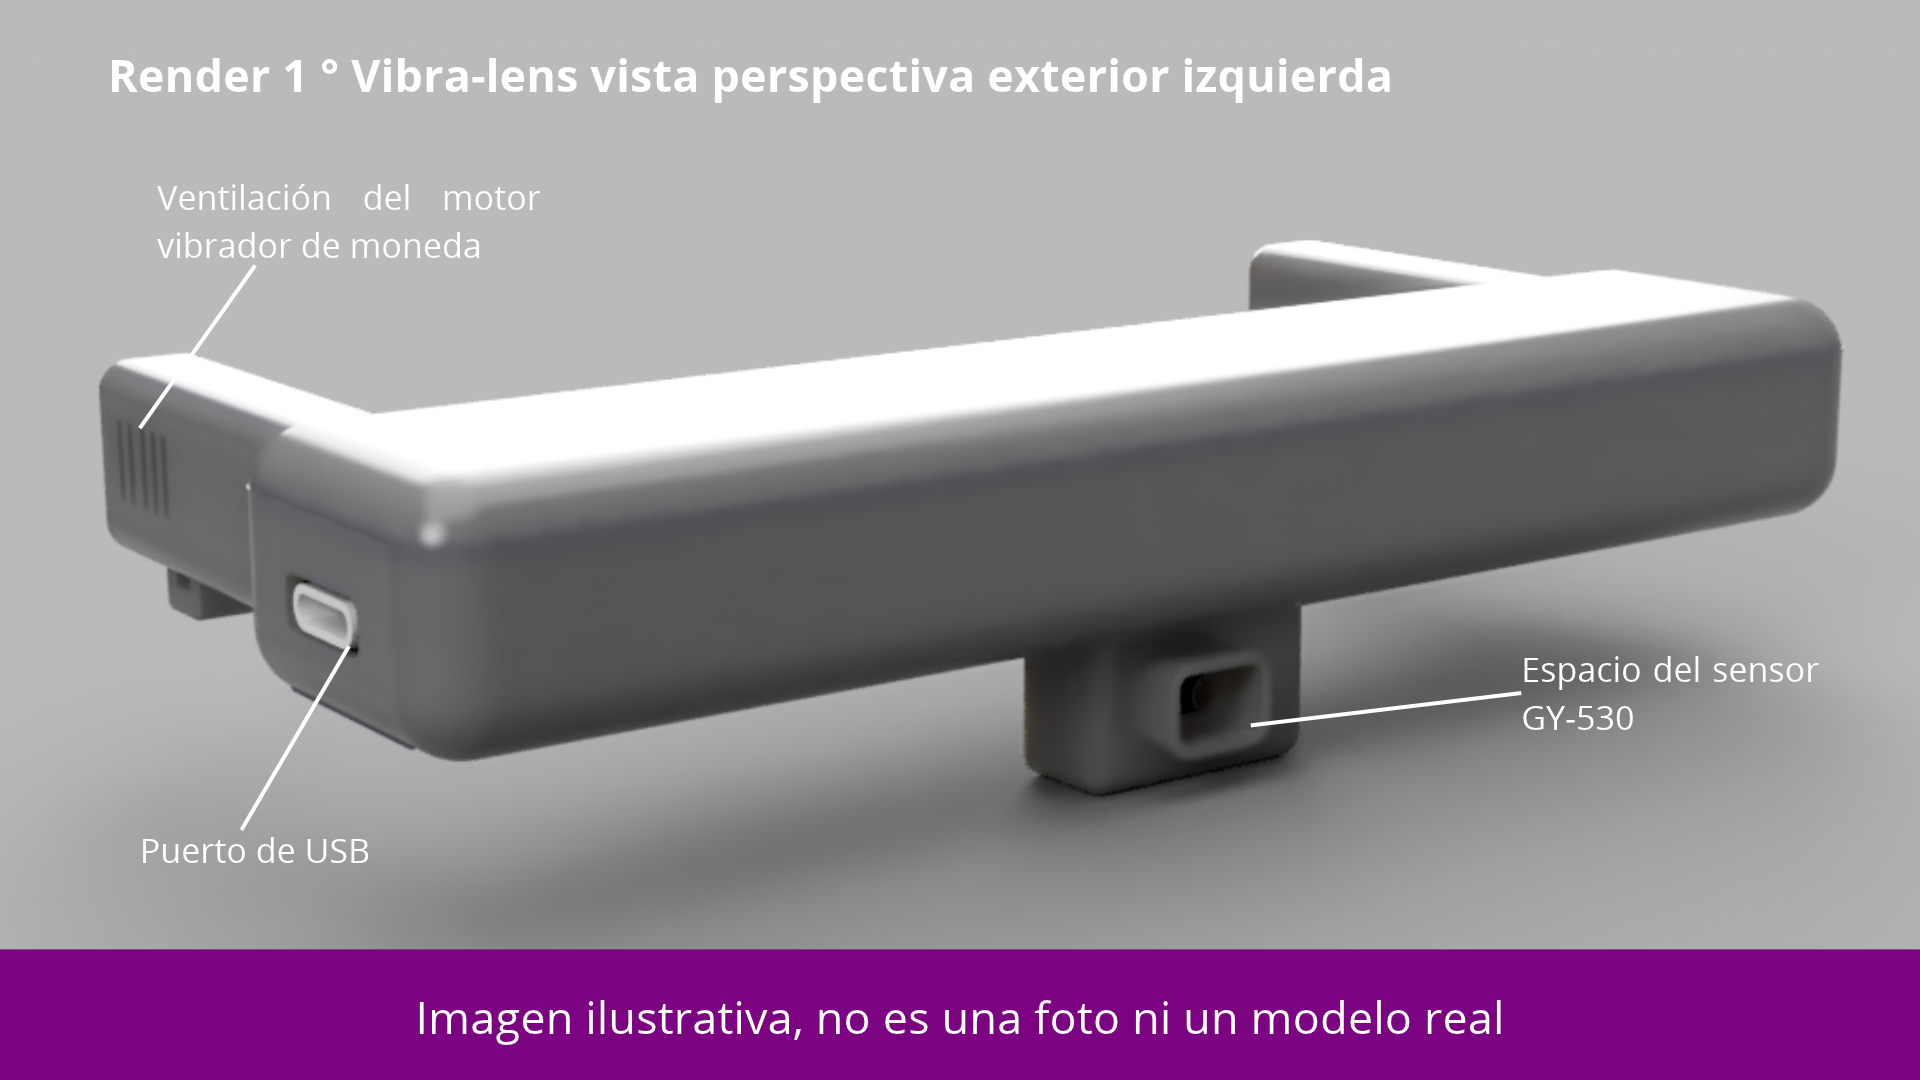 Render 1 ° Vibra-lens vista perspectiva exterior izquierda
Ventilación del motor
vibrador de moneda
Espacio del sensor
GY-530
Puerto de USB
Imagen ilustrativa, no es una foto ni un modelo real